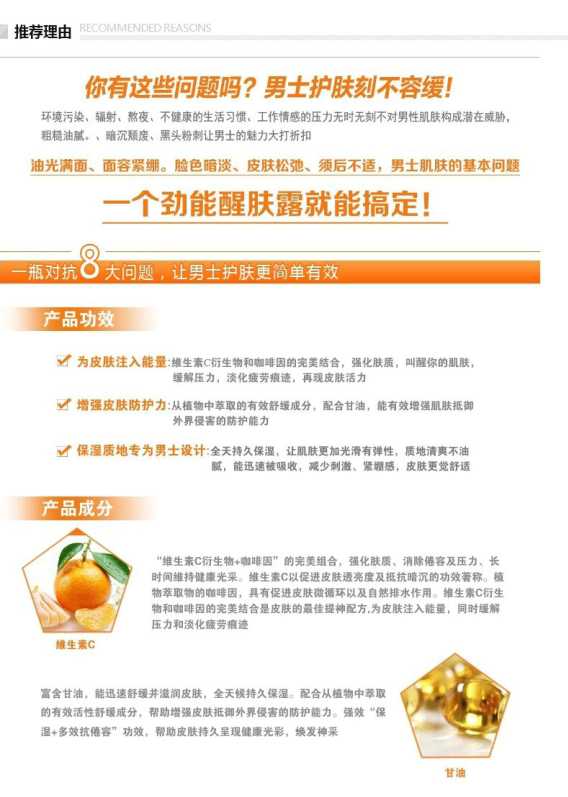 推荐理由 RECOMMENDED REASONS
你有这些问题吗？男士护肤刻不容缓！
环境污染、辐射、熬夜、不健康的生活习惯、工作情感的压力无时无刻不对男性肌肤构成潜在威胁，
粗糙油腻。、暗沉颓废、黑头粉刺让男士的魅力大打折扣
油光满面、面容紧绷。脸色暗淡、皮肤松弛、须后不适，男士肌肤的基本问题
一个劲能醒肤露就能搞定！
一瓶对抗8大问题，让男士护肤更简单有效
产品功效
为皮肤注入能量:维生素C衍生物和咖啡因的完美结合，强化肤质，叫醒你的肌肤，
缓解压力，淡化疲劳痕迹，再现皮肤活力
增强皮肤防护力:从植物中萃取的有效舒缓成分，配合甘油，能有效增强肌肤抵御
外界侵害的防护能力
保湿质地专为男士设计:全天持久保湿，让肌肤更加光滑有弹性，质地清爽不油
腻，能迅速被吸收，减少刺激、紧绷感，皮肤更觉舒适
产品成分
“维生素C衍生物+咖啡因”的完美组合，强化肤质、消除倦容及压力、长
时间维持健康光采。维生素C以促进皮肤透亮度及抵抗暗沉的功效著称。植
物萃取物的咖啡因，具有促进皮肤微循环以及自然排水作用。维生素C衍生
物和咖啡因的完美结合是皮肤的最佳提神配方,为皮肤注入能量，同时缓解
压力和淡化疲劳痕迹
维生素C
富含甘油，能迅速舒缓并滋润皮肤，全天候持久保湿。配合从植物中萃取
的有效活性舒缓成分，帮助增强皮肤抵御外界侵害的防护能力。强效“保
湿+多效抗倦容”功效，帮助皮肤持久呈现健康光彩，焕发神采
甘油